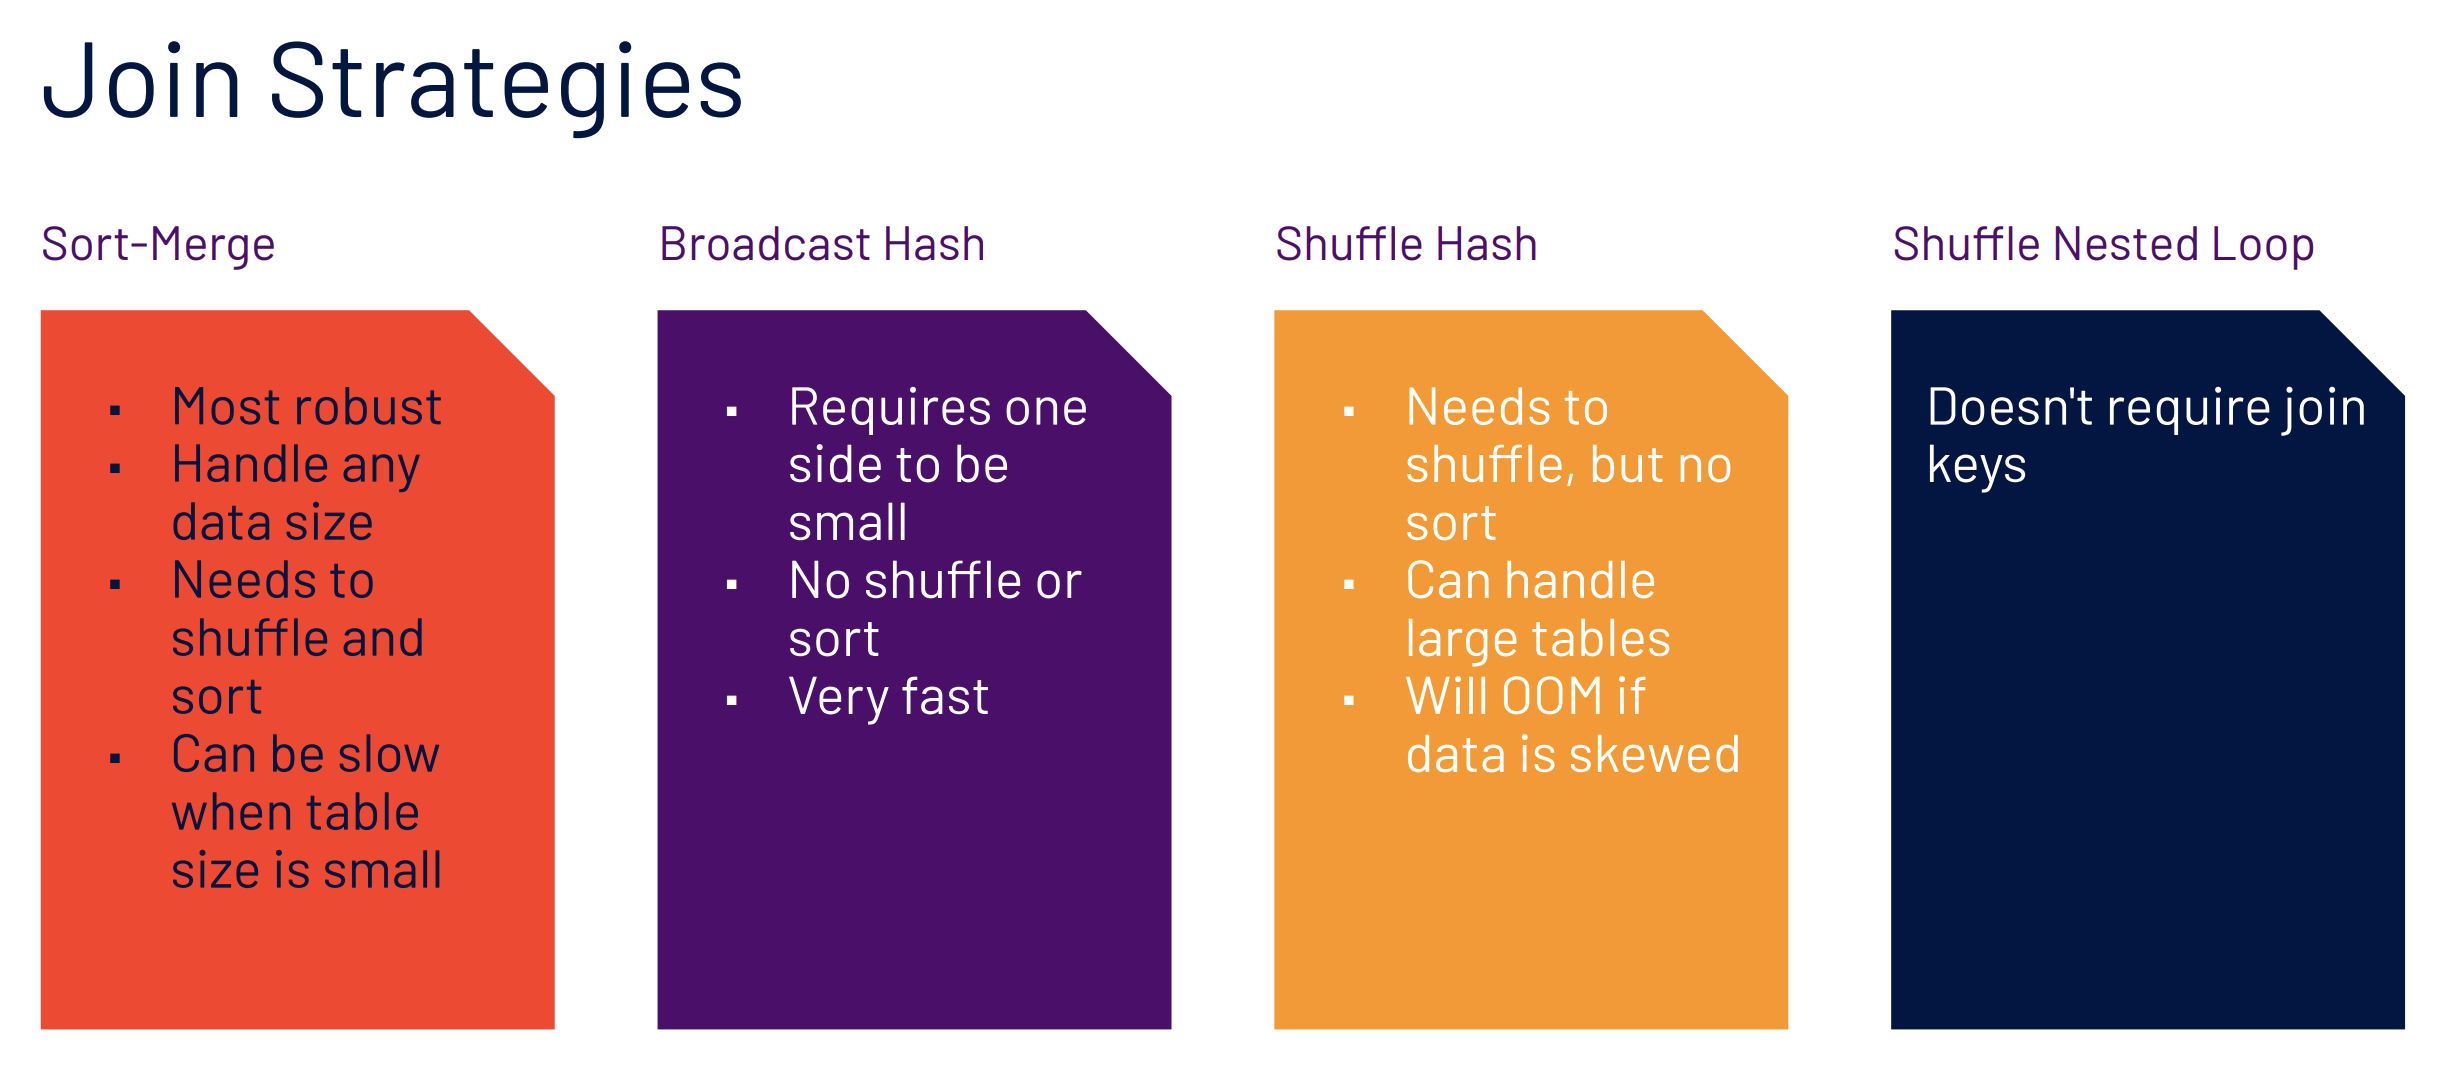 Join Strategies
Sort-Merge
▪ Most robust
▪ Handle any
data size
▪ Needs to
shuffle and
sort
▪ Can be slow
when table
size is small
Broadcast Hash
▪ Requires one
side to be
small
▪ No shuffle or
sort
▪ Very fast
Shuffle Hash
▪ Needs to
shuffle, but no
sort
▪ Can handle
large tables
▪ Will OOM if
data is skewed
Shuffle Nested Loop
Doesn't require join
keys